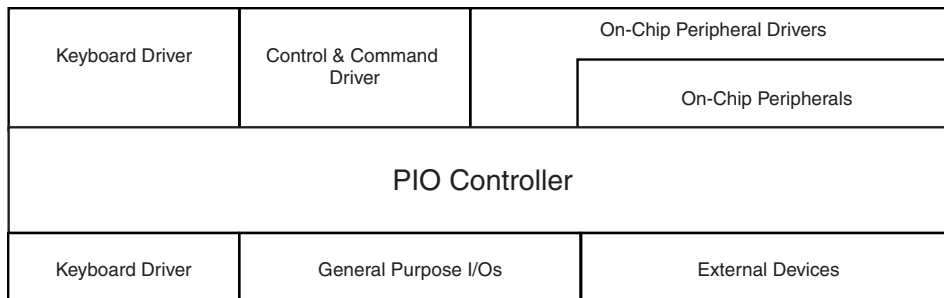 Keyboard Driver
Control & Command
Driver
On-Chip Peripheral Drivers
On-Chip Peripherals
PIO Controller
Keyboard Driver
General Purpose I/Os
External Devices